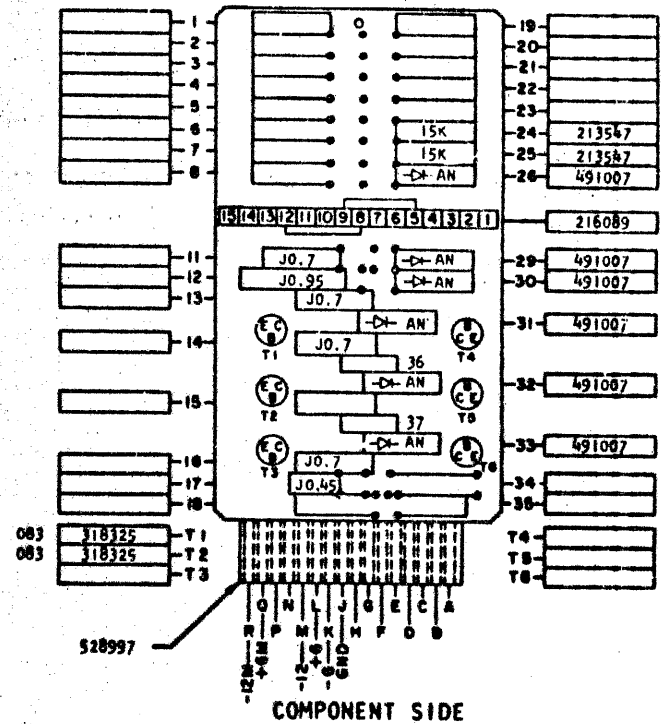 1 19
2 20
3 21
4 22
5 23
6 15K 24 213547
7 15K 25 213547
8 AN 26 491007
15 14 13 12 11 10 9 8 7 6 5 4 3 2 1 216089
11 J0.7 AN 29 491007
12 J0.95 AN 30 491007
13 J0.7
AN 31 491007
E C B T1 B C E T4
14 J0.7
36
E C B T2 AN B C E T5 32 491007
15
37
E C B T3 AN B C E T6 33 491007
16 J0.7
17 J0.45 34
18 35
083 318325 T1 T4
083 318325 T2 T5
T3 T6
528997
R Q P N M L K J H G F E D C B A
-12M +6M -12 +6 -6 GND
COMPONENT SIDE